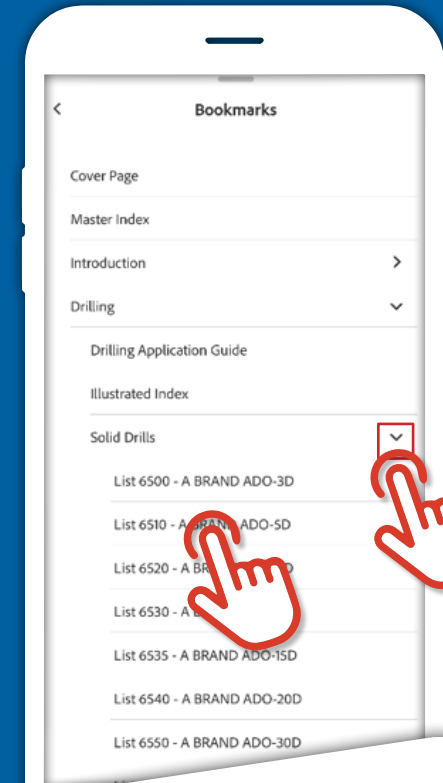 Bookmarks
Cover Page
Master Index
Introduction
Drilling
Drilling Application Guide
Illustrated Index
Solid Drills
List 6500 - A BRAND ADO-3D
List 6510 - A BRAND ADO-5D
List 6520 - A BR
List 6530 - A
List 6535 - A BRAND ADO-15D
List 6540 - A BRAND ADO-20D
List 6550 - A BRAND ADO-30D